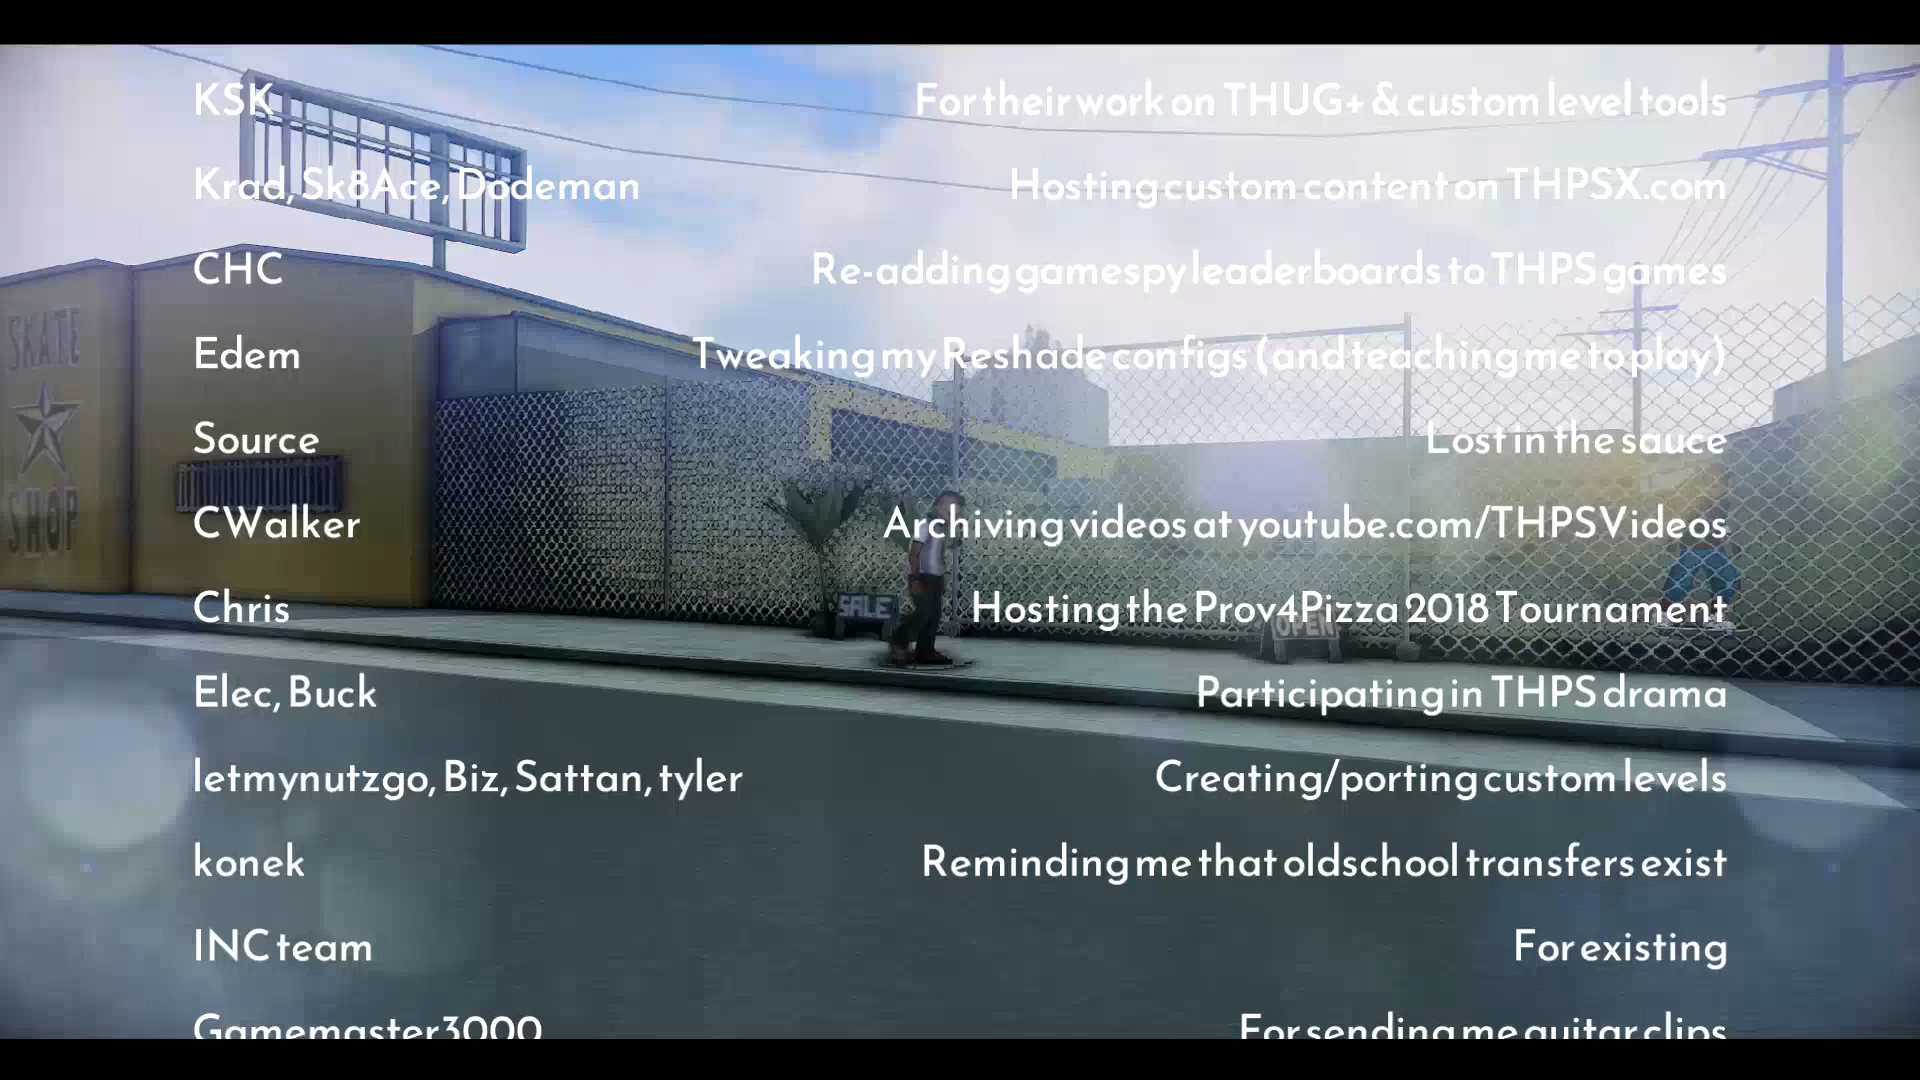 KSK For their work on THUG+ & custom level tools
Krad, Sk8Ace, Dodeman Hosting custom content on THPSX.com
CHC Re-adding gamespy leaderboards to THPS games
Edem Tweaking my Reshade configs (and teaching me to play)
SKATE
Source Lost in the sauce
SHOP
CWalker Archiving videos at youtube.com/THPSVideos
SALE
Chris Hosting the Prov4Pizza 2018 Tournament
OPEN
Elec, Buck Participating in THPS drama
letmynutzgo, Biz, Sattan, tyler Creating/porting custom levels
konek Reminding me that oldschool transfers exist
INC team For existing
Gamemaster3000 For sending me guitar clips